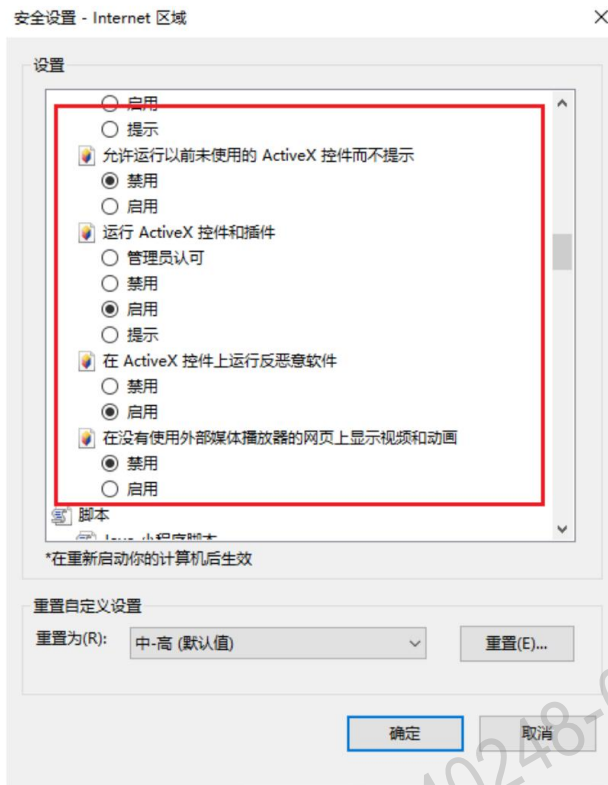 安全设置 - Internet 区域
设置
启用
提示
允许运行以前未使用的 ActiveX 控件而不提示
禁用
启用
运行 ActiveX 控件和插件
管理员认可
禁用
启用
提示
在 ActiveX 控件上运行反恶意软件
禁用
启用
在没有使用外部媒体播放器的网页上显示视频和动画
禁用
启用
脚本
Java 小程序脚本
*在重新启动你的计算机后生效
重置自定义设置
重置为(R):
中-高 (默认值)
重置(E)...
确定
取消